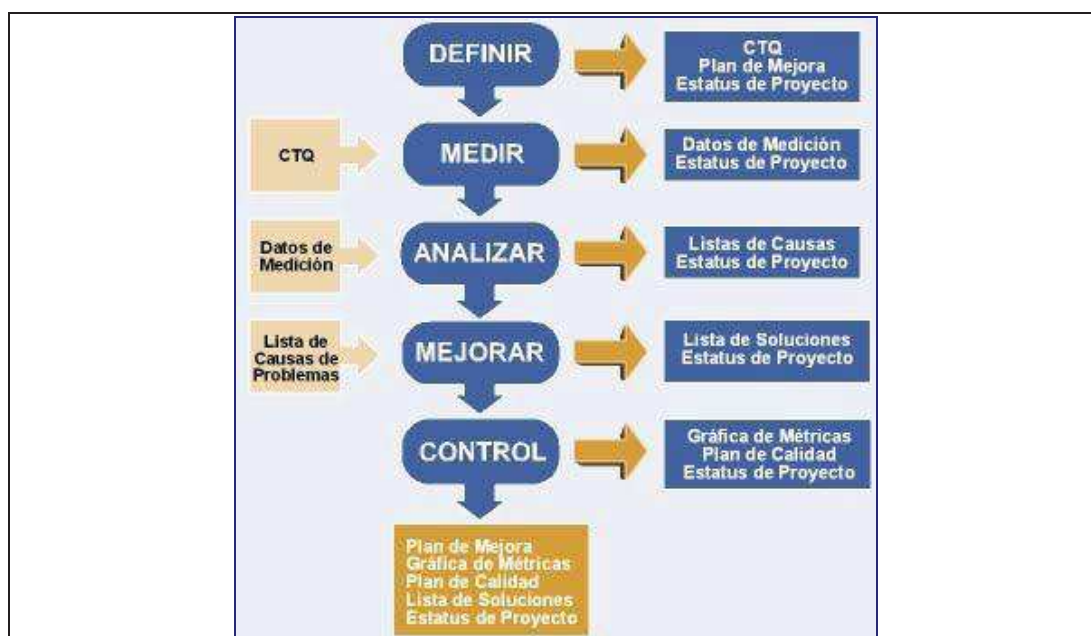 DEFINIR
CTQ
Plan de Mejora
Estatus de Proyecto
CTQ
MEDIR
Datos de Medición
Estatus de Proyecto
Datos de
Medición
ANALIZAR
Listas de Causas
Estatus de Proyecto
Lista de
Causas de
Problemas
MEJORAR
Lista de Soluciones
Estatus de Proyecto
CONTROL
Gráfica de Métricas
Plan de Calidad
Estatus de Proyecto
Plan de Mejora
Gráfica de Métricas
Plan de Calidad
Lista de Soluciones
Estatus de Proyecto